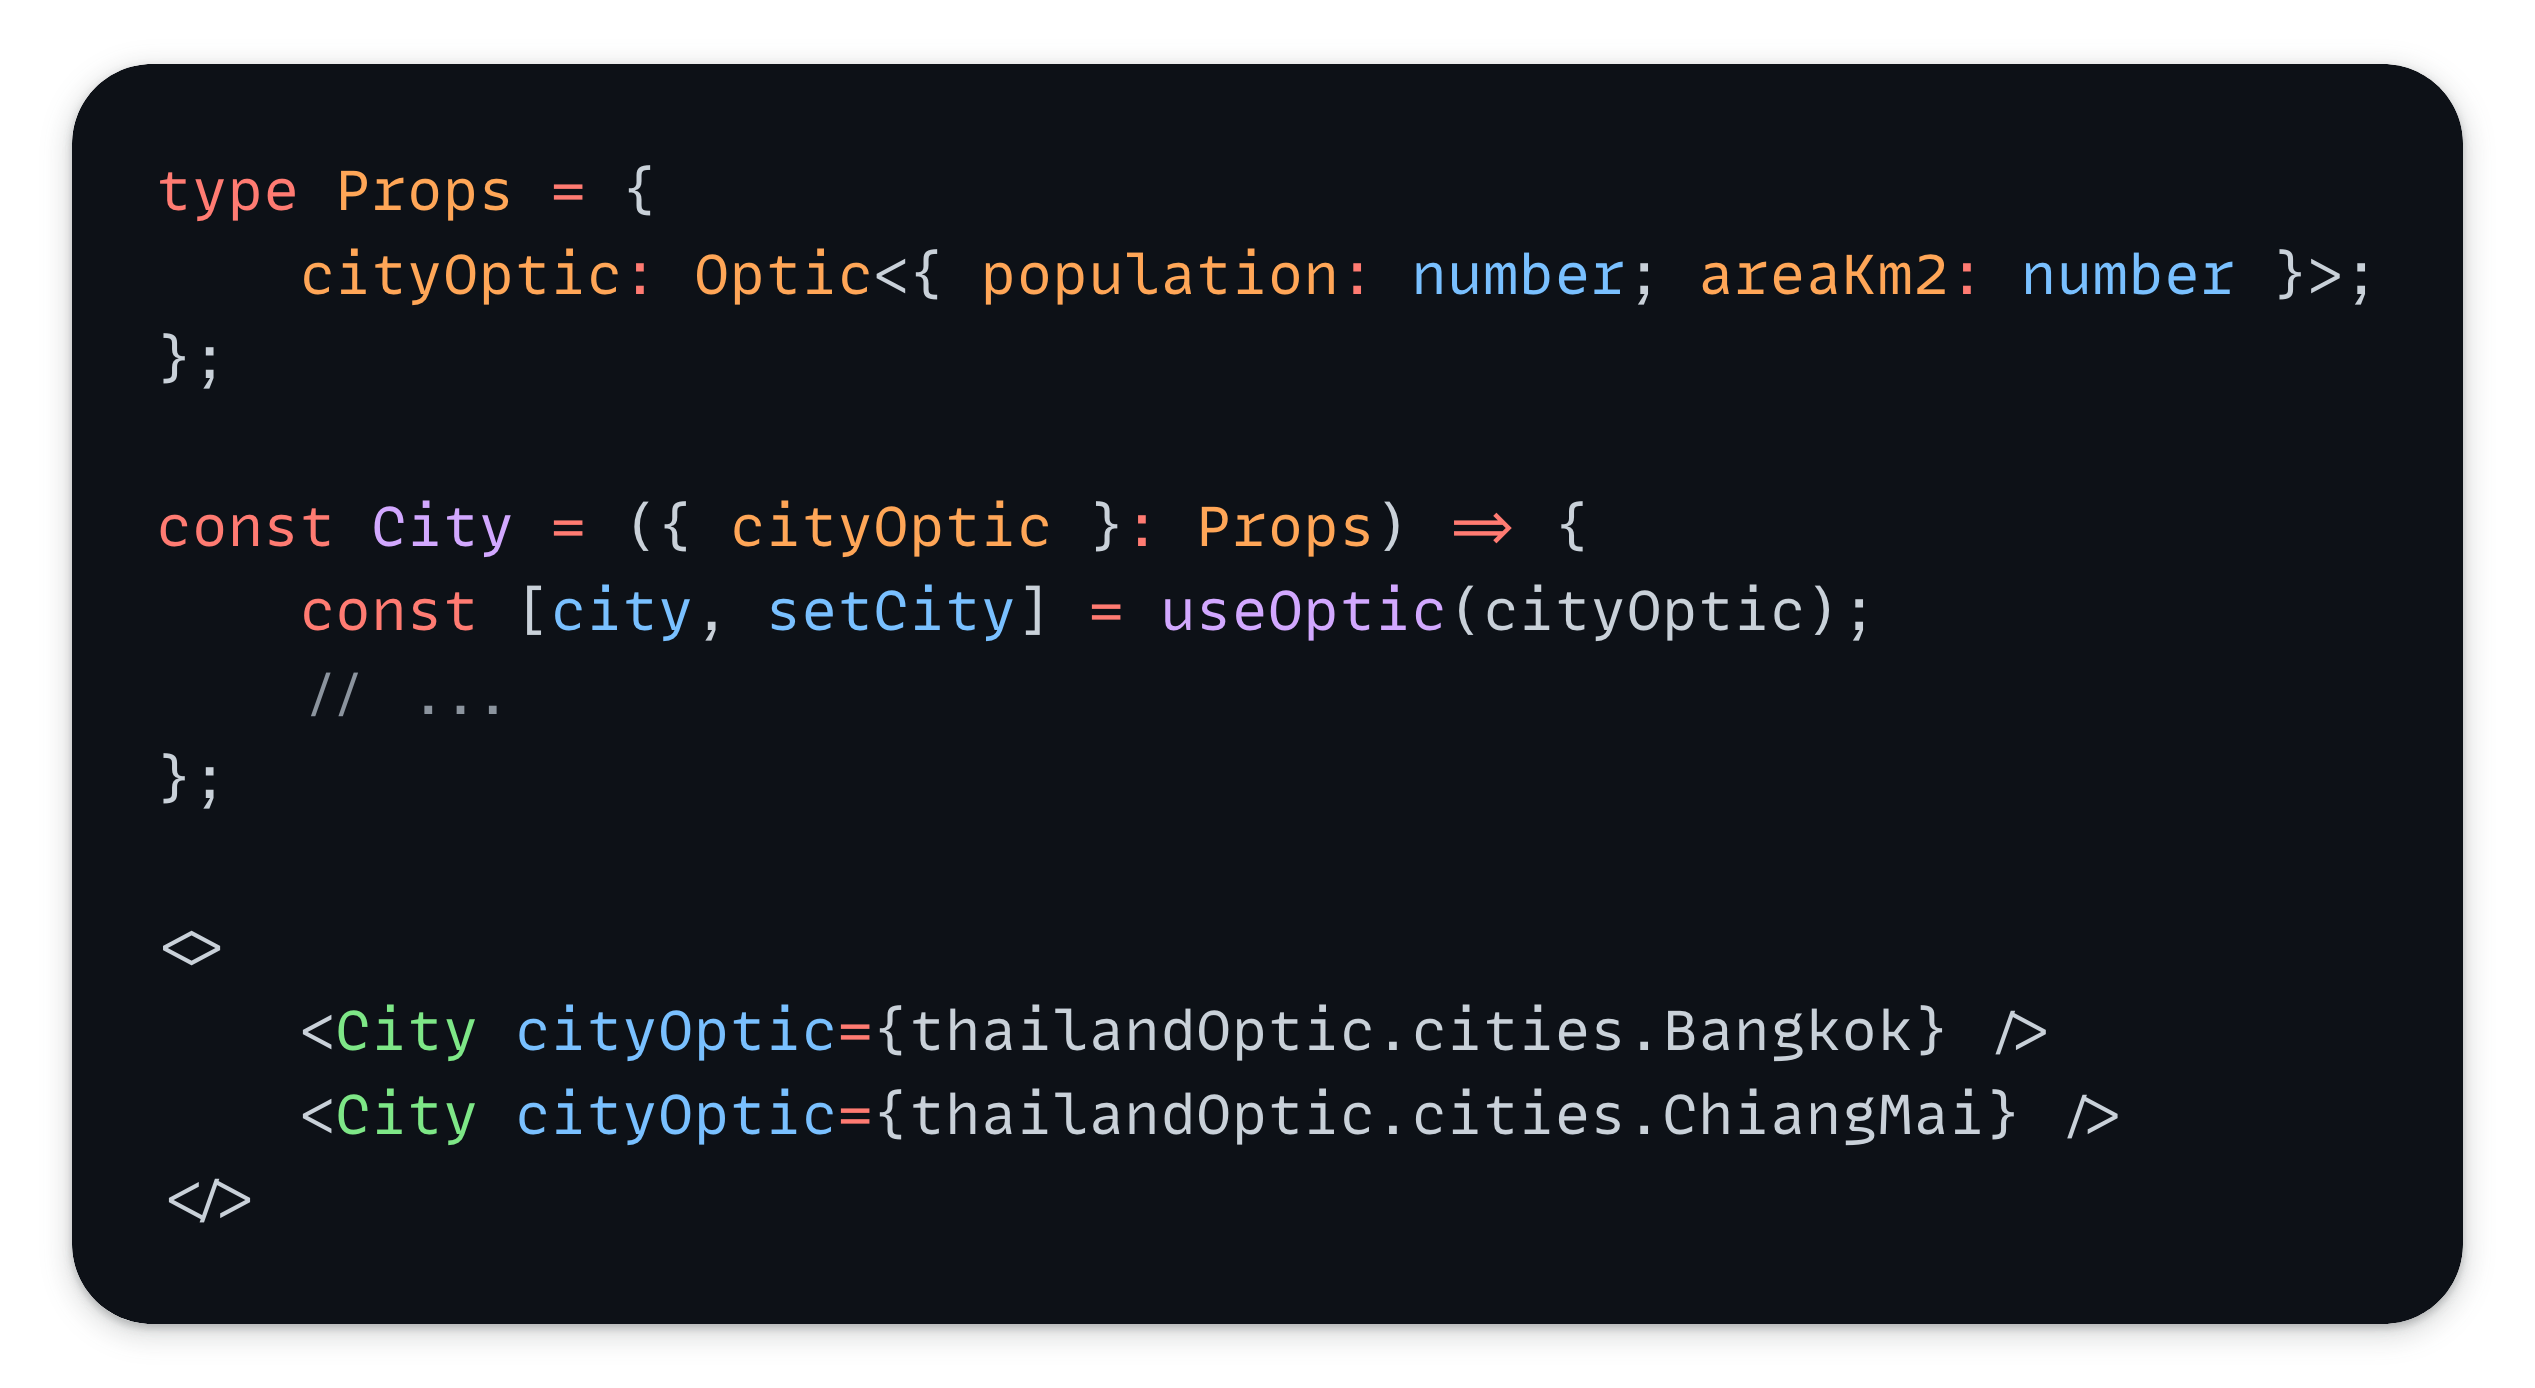 type Props = {
    cityOptic: Optic<{ population: number; areaKm2: number }>;
};
const City = ({ cityOptic }: Props) => {
    const [city, setCity] = useOptic(cityOptic);
    // ...
};
<>
    <City cityOptic={thailandOptic.cities.Bangkok} />
    <City cityOptic={thailandOptic.cities.ChiangMai} />
</>